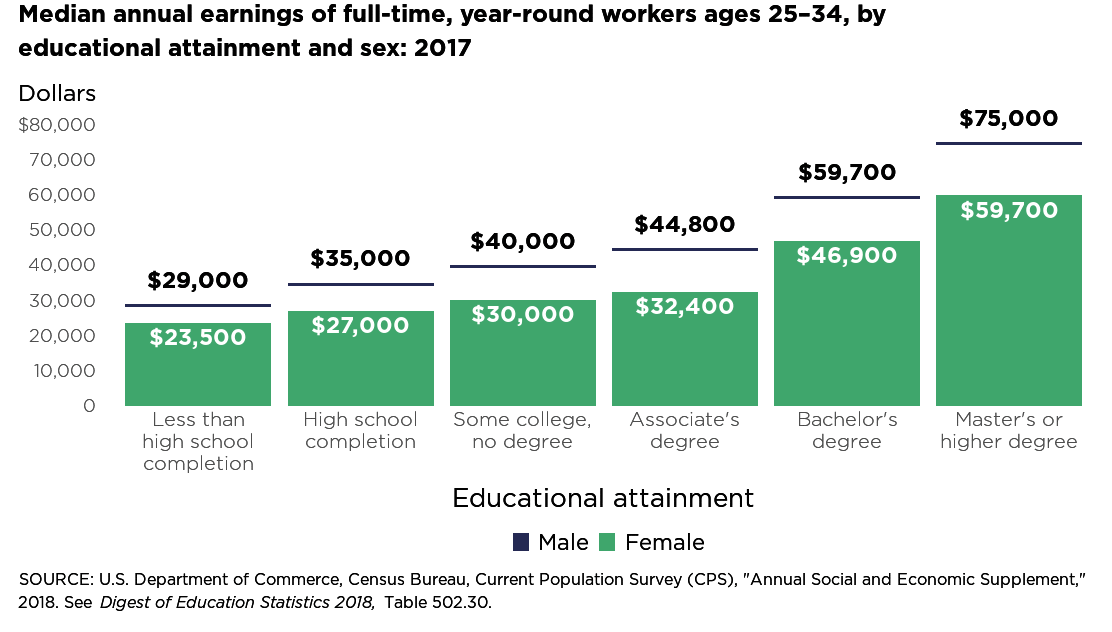 Median annual earnings of full-time, year-round workers ages 25–34, by
educational attainment and sex: 2017
Dollars
$80,000
70,000
60,000
50,000
40,000
30,000
20,000
10,000
0
$29,000
$23,500
$35,000
$27,000
$40,000
$30,000
$44,800
$32,400
$59,700
$46,900
$75,000
$59,700
Less than
high school
completion
High school
completion
Some college,
no degree
Associate's
degree
Bachelor's
degree
Master's or
higher degree
Educational attainment
Male Female
SOURCE: U.S. Department of Commerce, Census Bureau, Current Population Survey (CPS), "Annual Social and Economic Supplement,"
2018. See Digest of Education Statistics 2018, Table 502.30.